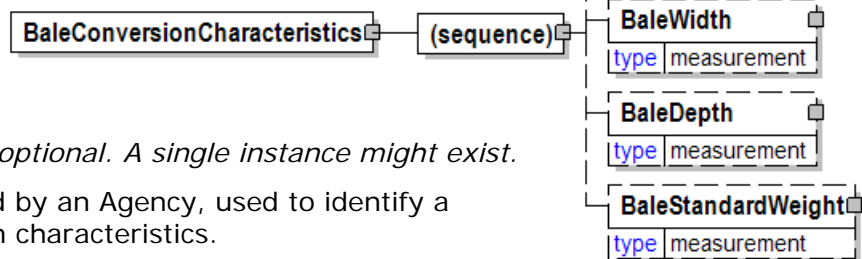 BaleConversionCharacteristics
(sequence)
BaleWidth
type measurement
BaleDepth
type measurement
optional. A single instance might exist.
d by an Agency, used to identify a
n characteristics.
BaleStandardWeight
type measurement